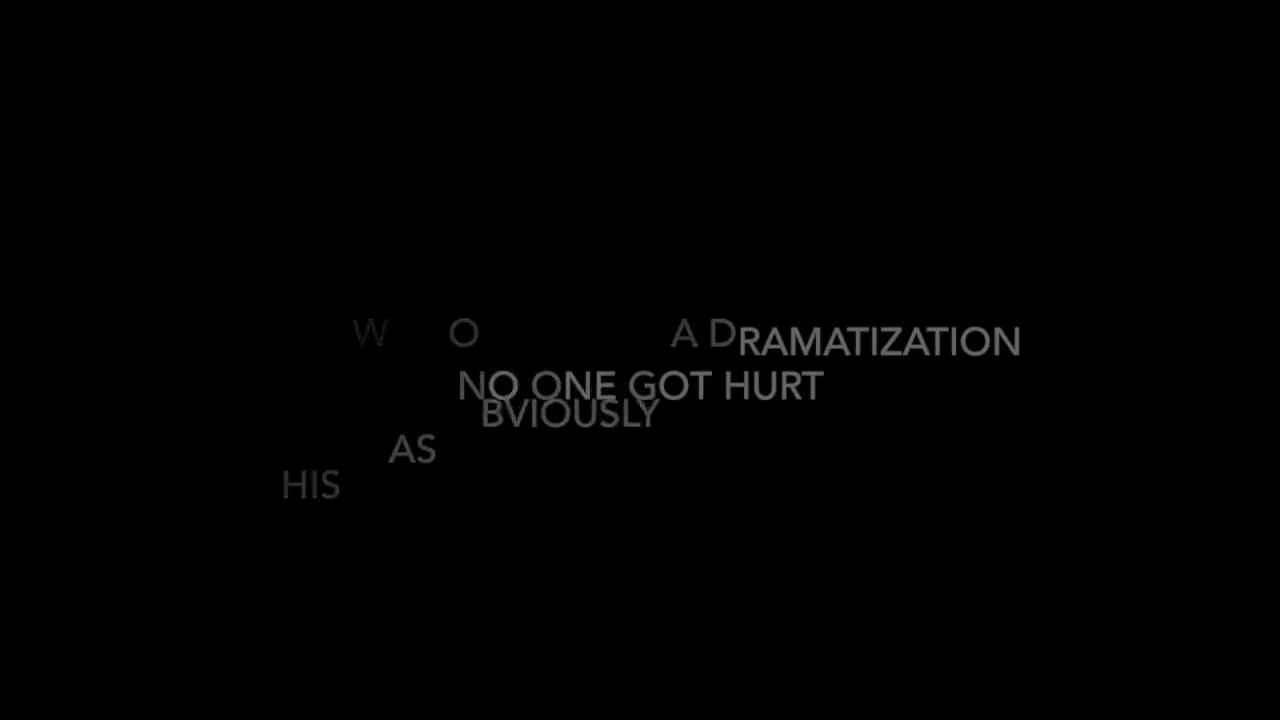 W O A DRAMATIZATION
NO ONE GOT HURT
BVIOUSLY
AS
HIS